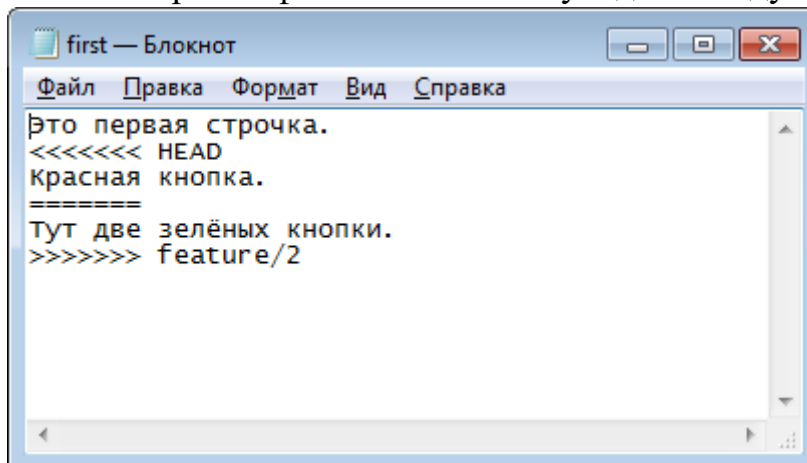 first — Блокнот
Файл Правка Формат Вид Справка
Это первая строчка.
<<<<<<< HEAD
Красная кнопка.
=======
Тут две зелёных кнопки.
>>>>>>> feature/2